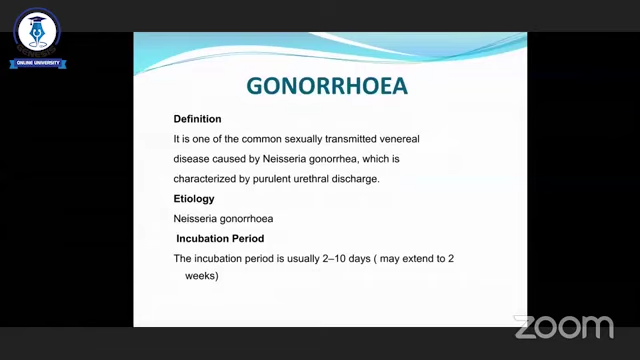 ONLINE UNIVERSITY
GONORRHOEA
Definition
It is one of the common sexually transmitted venereal
disease caused by Neisseria gonorrhea, which is
characterized by purulent urethral discharge.
Etiology
Neisseria gonorrhoea
Incubation Period
The incubation period is usually 2–10 days ( may extend to 2
weeks)
zoom